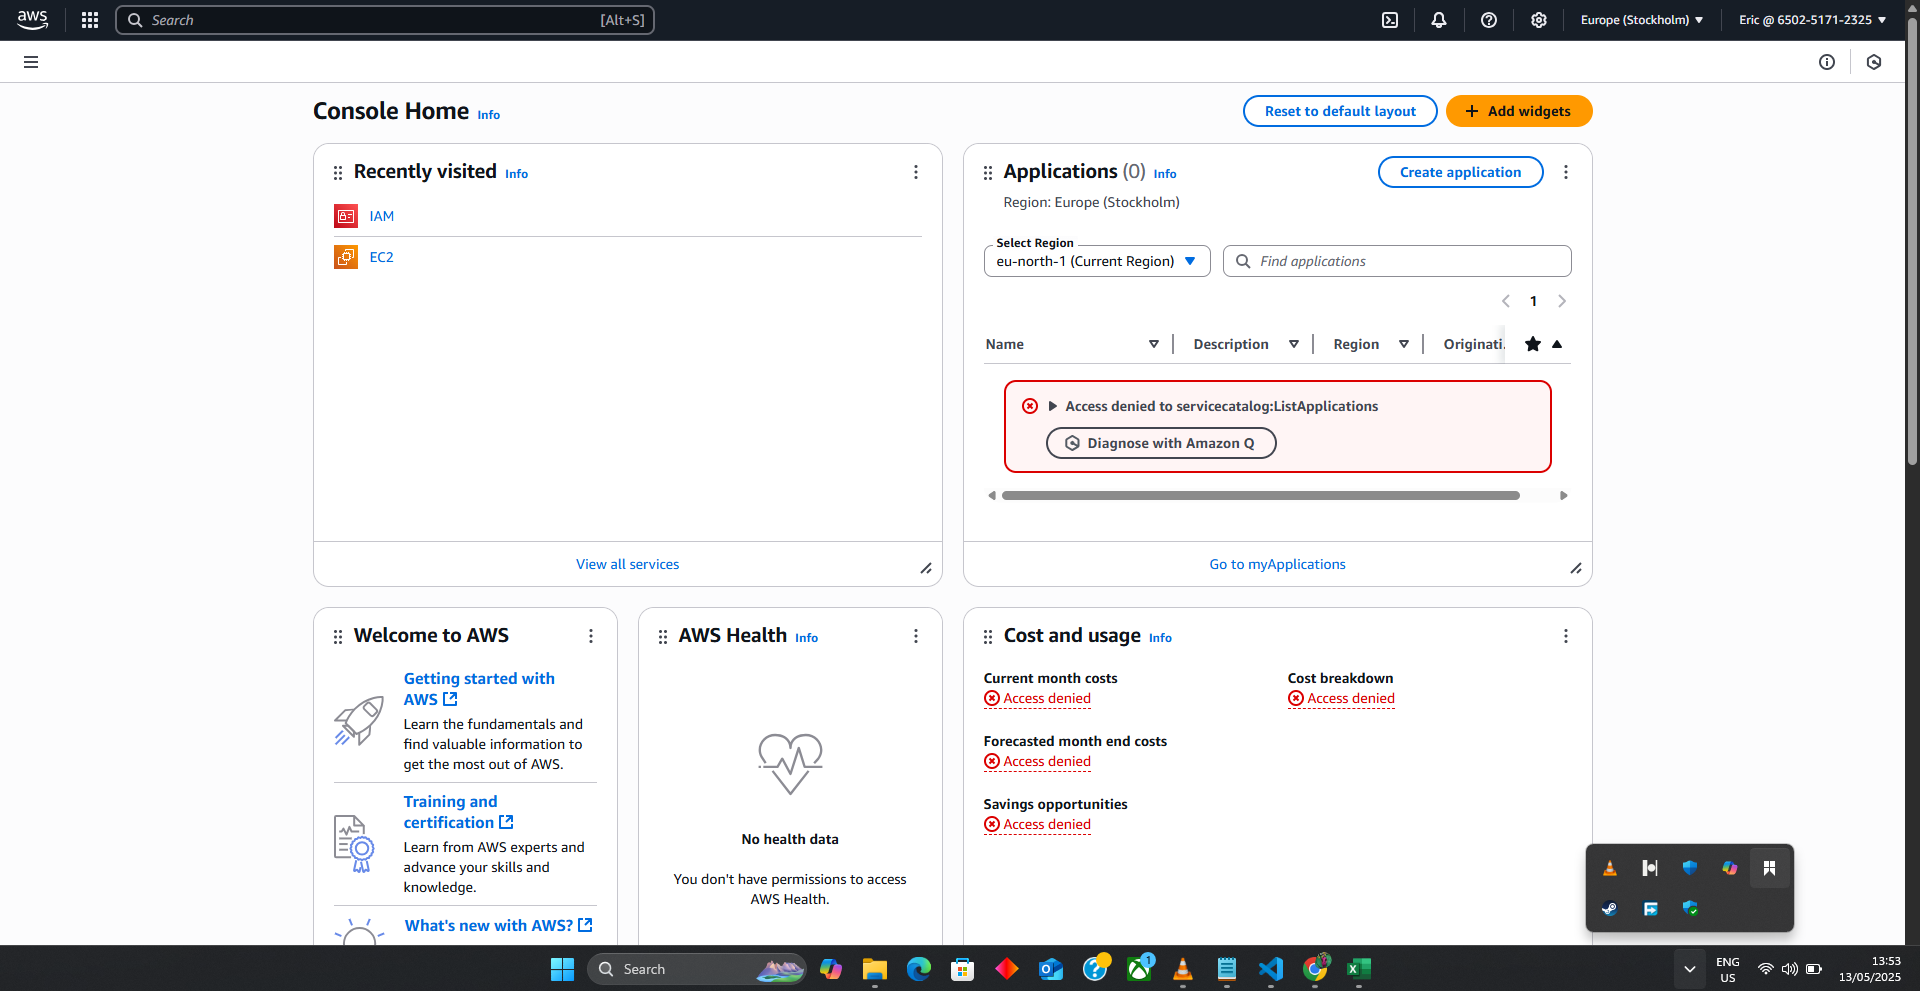 aws
Search
[Alt+S]
Europe (Stockholm)
Eric @ 6502-5171-2325
Console Home Info
Reset to default layout
Add widgets
Recently visited Info
IAM
EC2
View all services
Applications (0) Info
Create application
Region: Europe (Stockholm)
Select Region
eu-north-1 (Current Region)
Find applications
1
Name
Description
Region
Originati.
Access denied to servicecatalog:ListApplications
Diagnose with Amazon Q
Go to myApplications
Welcome to AWS
Getting started with
AWS
Learn the fundamentals and
find valuable information to
get the most out of AWS.
Training and
certification
Learn from AWS experts and
advance your skills and
knowledge.
What's new with AWS?
AWS Health Info
No health data
You don't have permissions to access
AWS Health.
Cost and usage Info
Current month costs
Access denied
Cost breakdown
Access denied
Forecasted month end costs
Access denied
Savings opportunities
Access denied
Search
1
ENG
US
13:53
13/05/2025